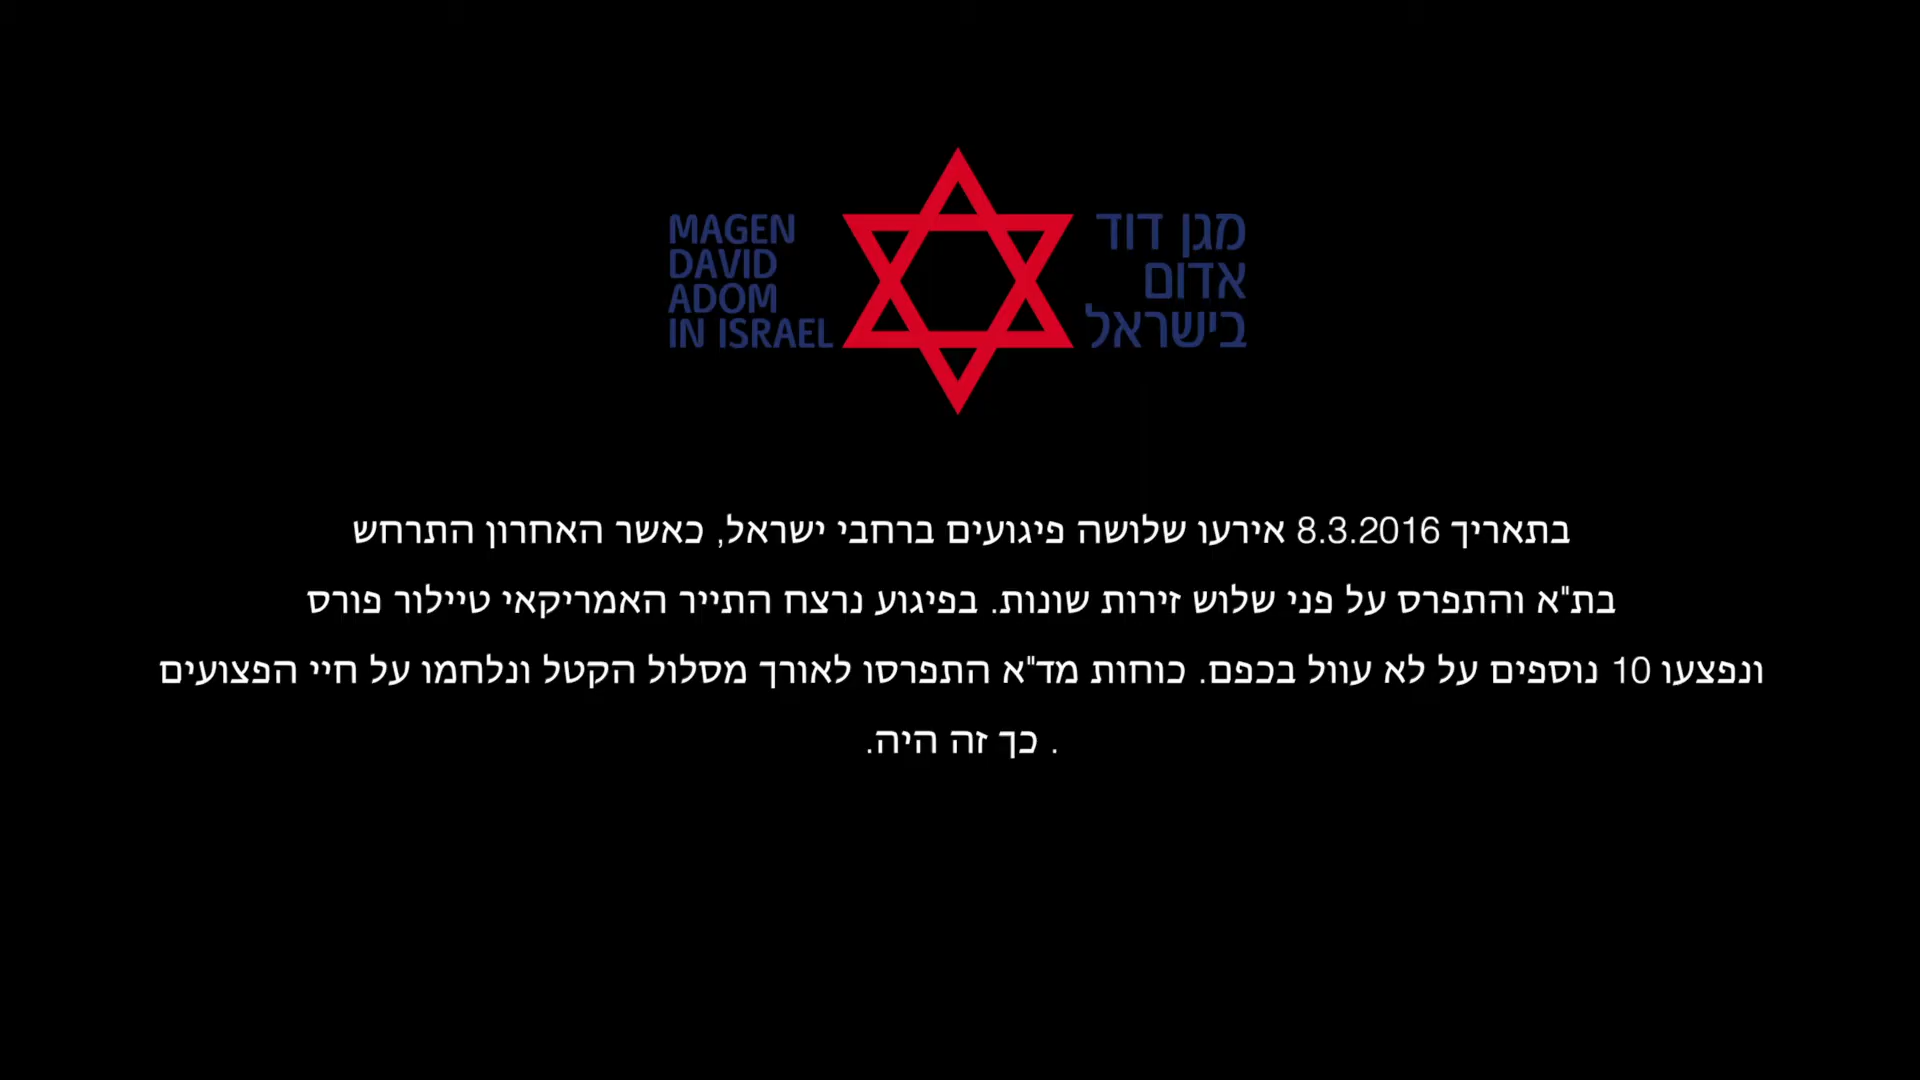 MAGEN
DAVID
ADOM
IN ISRAEL
מגן דוד
אדום
בישראל
בתאריך 8.3.2016 אירעו שלושה פיגועים ברחבי ישראל, כאשר האחרון התרחש
בת"א והתפרס על פני שלוש זירות שונות. בפיגוע נרצח התייר האמריקאי טיילור פורס
ונפצעו 10 נוספים על לא עוול בכפם. כוחות מד"א התפרסו לאורך מסלול הקטל ונלחמו על חיי הפצועים
. כך זה היה.